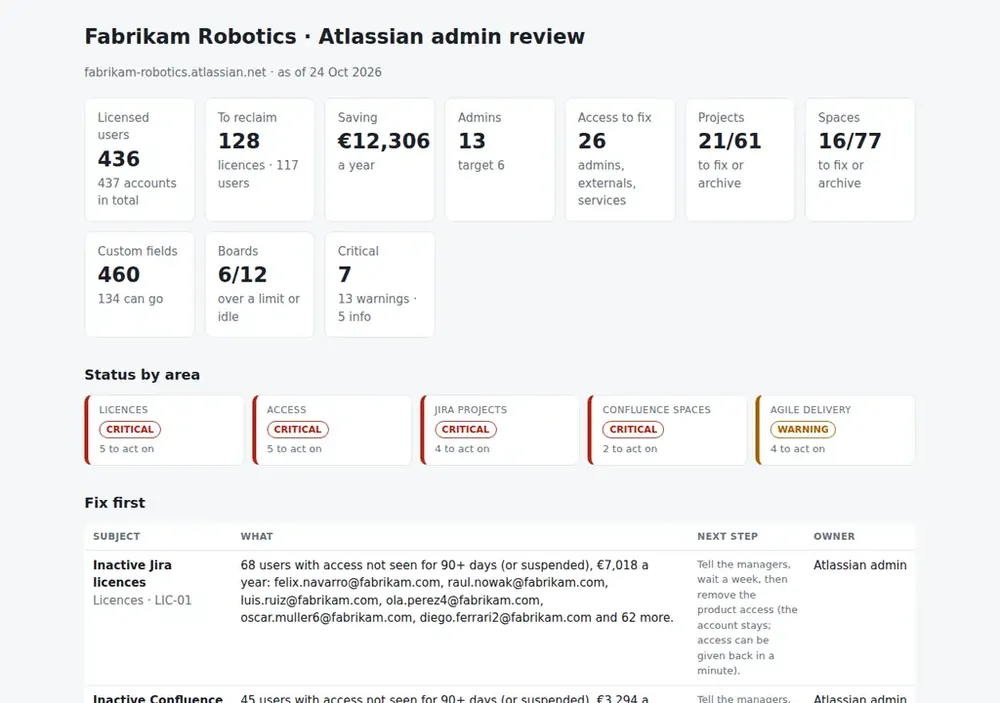 Fabrikam Robotics · Atlassian admin review
fabrikam-robotics.atlassian.net · as of 24 Oct 2026
Licensed users
436
437 accounts in total
To reclaim
128
licences · 117 users
Saving
€12,306
a year
Admins
13
target 6
Access to fix
26
admins, externals, services
Projects
21/61
to fix or archive
Spaces
16/77
to fix or archive
Custom fields
460
134 can go
Boards
6/12
over a limit or idle
Critical
7
13 warnings · 5 info
Status by area
LICENCES
CRITICAL
5 to act on
ACCESS
CRITICAL
5 to act on
JIRA PROJECTS
CRITICAL
4 to act on
CONFLUENCE SPACES
CRITICAL
2 to act on
AGILE DELIVERY
WARNING
4 to act on
Fix first
SUBJECT WHAT NEXT STEP OWNER
Inactive Jira licences
Licences · LIC-01
68 users with access not seen for 90+ days (or suspended), €7,018 a
year: felix.navarro@fabrikam.com, raul.nowak@fabrikam.com,
luis.ruiz@fabrikam.com, ola.perez4@fabrikam.com,
oscar.muller6@fabrikam.com, diego.ferrari2@fabrikam.com and 62 more.
Tell the managers,
wait a week, then
remove the
product access (the
account stays;
access can be
given back in a
minute).
Atlassian admin
Inactive Confluence
45 users with access not seen for 90+ days (or suspended), €3,294 a
Tell the managers,
Atlassian admin